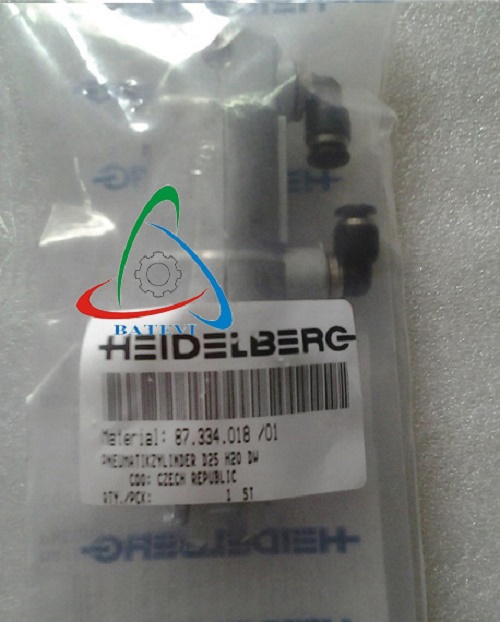 HEIDELBERG
BATEVI
HEIDELBERG
Material: 87.334.018 /01
PNEUMATIKZYLINDER D25 H20 DW
COO: CZECH REPUBLIC
QTY./PCK: 1 ST
HEIDELBERG